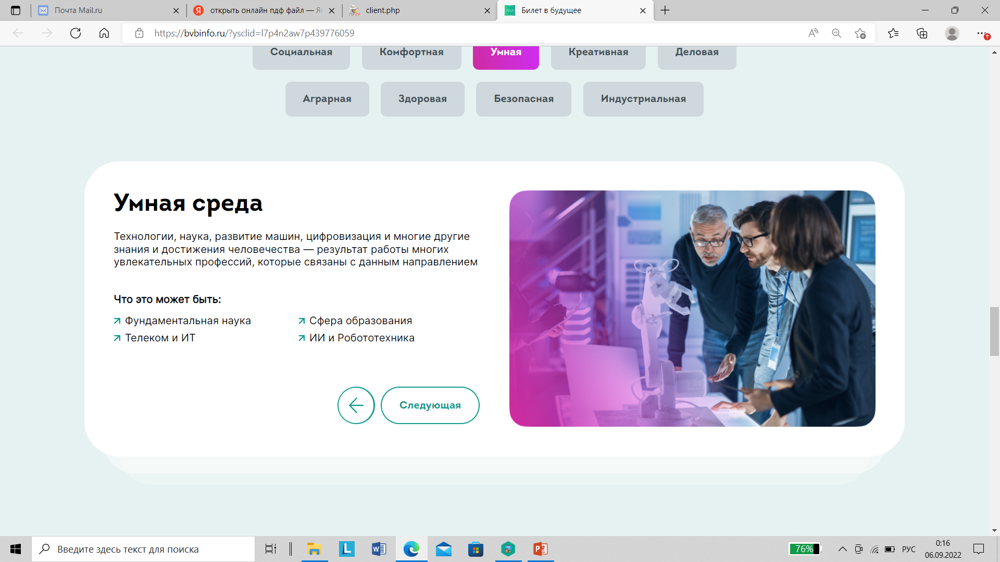 Почта Mail.ru
открыть онлайн пдф файл — Ян
client.php
Билет в будущее
https://bvbinfo.ru/?ysclid=l7p4n2aw7p439776059
Социальная
Комфортная
Умная
Креативная
Деловая
Аграрная
Здоровая
Безопасная
Индустриальная
Умная среда
Технологии, наука, развитие машин, цифровизация и многие другие
знания и достижения человечества — результат работы многих
увлекательных профессий, которые связаны с данным направлением
Что это может быть:
Фундаментальная наука
Сфера образования
Телеком и ИТ
ИИ и Робототехника
Следующая
Введите здесь текст для поиска
76%
РУС
0:16
06.09.2022